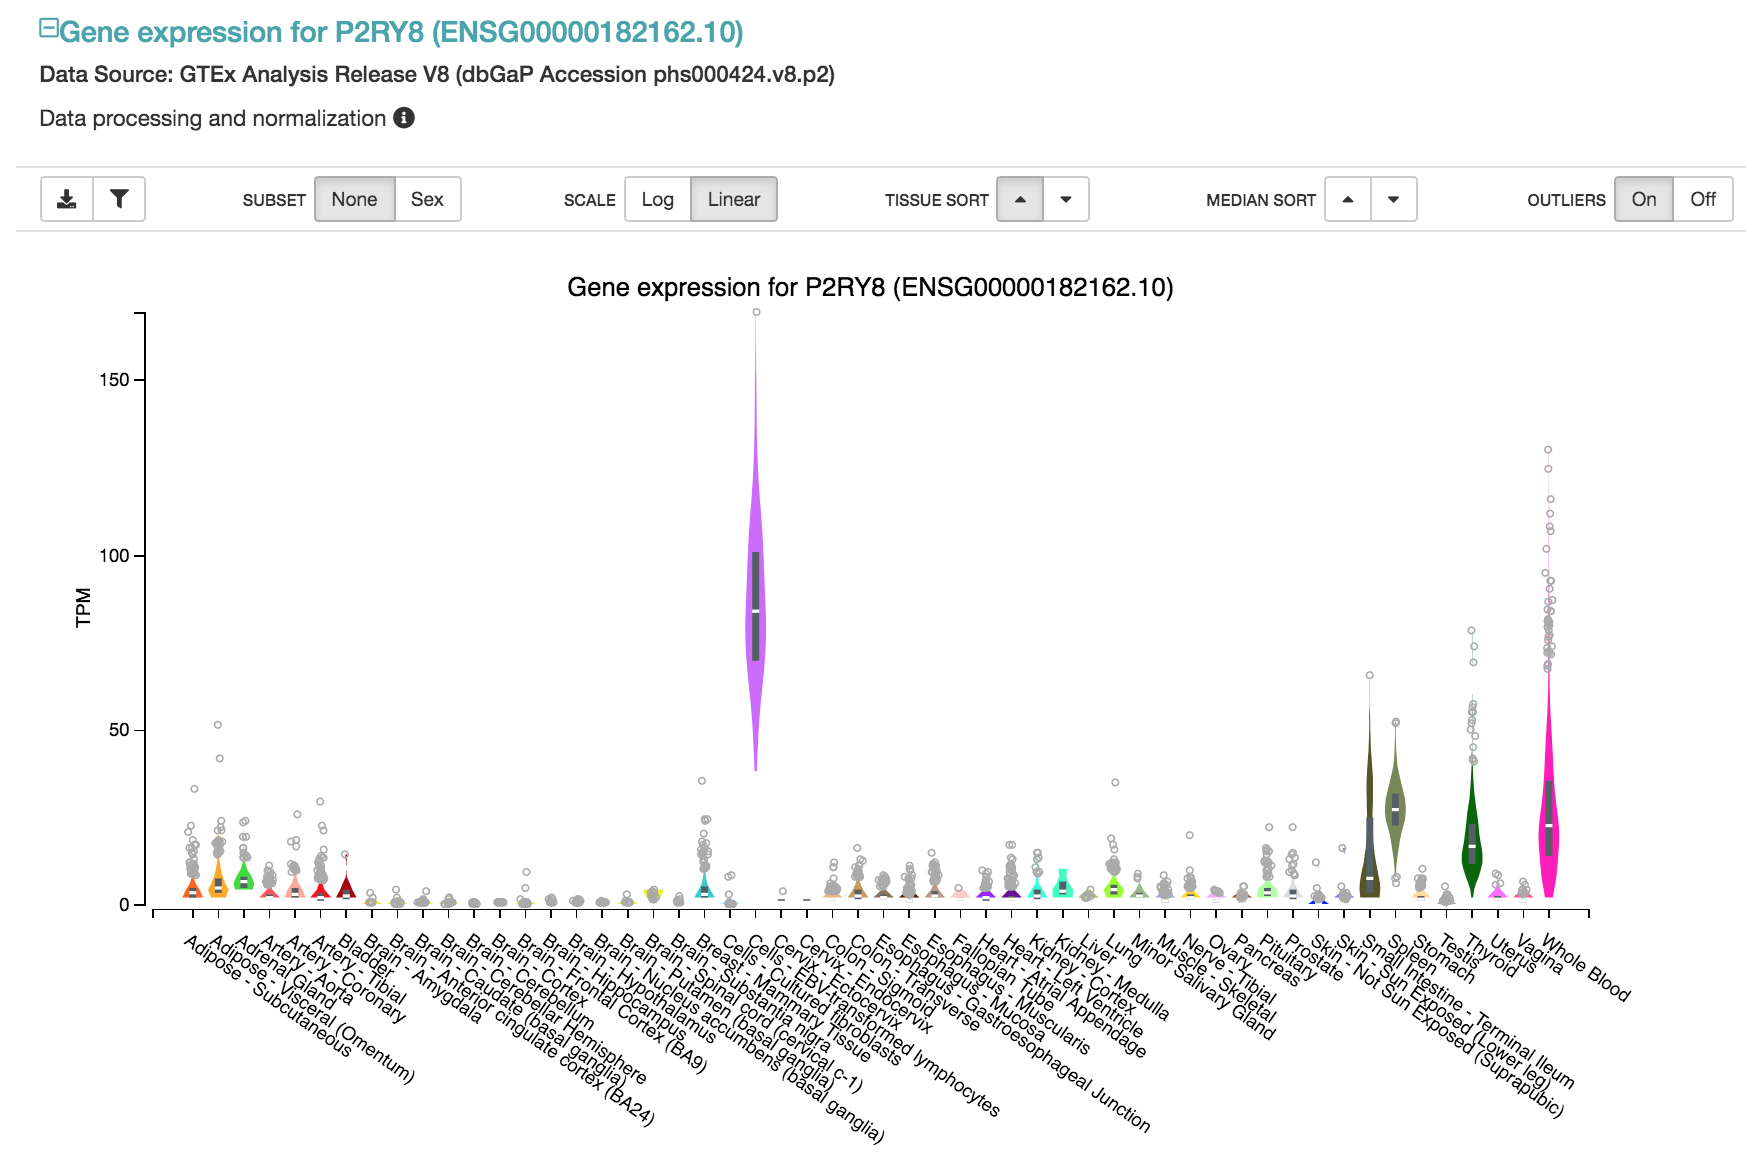 Gene expression for P2RY8 (ENSG00000182162.10)
Data Source: GTEx Analysis Release V8 (dbGaP Accession phs000424.v8.p2)
Data processing and normalization
SUBSET None Sex SCALE Log Linear TISSUE SORT MEDIAN SORT OUTLIERS On Off
Gene expression for P2RY8 (ENSG00000182162.10)
TPM
150
100
50
0
Adipose - Subcutaneous
Adipose - Visceral (Omentum)
Adrenal Gland
Artery - Aorta
Artery - Coronary
Artery - Tibial
Bladder
Brain - Amygdala
Brain - Anterior cingulate cortex (BA24)
Brain - Caudate (basal ganglia)
Brain - Cerebellar Hemisphere
Brain - Cerebellum
Brain - Cortex
Brain - Frontal Cortex (BA9)
Brain - Hippocampus
Brain - Hypothalamus
Brain - Nucleus accumbens (basal ganglia)
Brain - Putamen (basal ganglia)
Brain - Spinal cord (cervical c-1)
Brain - Substantia nigra
Breast - Mammary Tissue
Cells - Cultured fibroblasts
Cells - EBV-transformed lymphocytes
Cervix - Ectocervix
Cervix - Endocervix
Colon - Sigmoid
Colon - Transverse
Esophagus - Gastroesophageal Junction
Esophagus - Mucosa
Esophagus - Muscularis
Fallopian Tube
Heart - Atrial Appendage
Heart - Left Ventricle
Kidney - Cortex
Kidney - Medulla
Liver
Lung
Minor Salivary Gland
Muscle - Skeletal
Nerve - Tibial
Ovary
Pancreas
Pituitary
Prostate
Skin - Not Sun Exposed (Suprapubic)
Skin - Sun Exposed (Lower leg)
Small Intestine - Terminal Ileum
Spleen
Stomach
Testis
Thyroid
Uterus
Vagina
Whole Blood